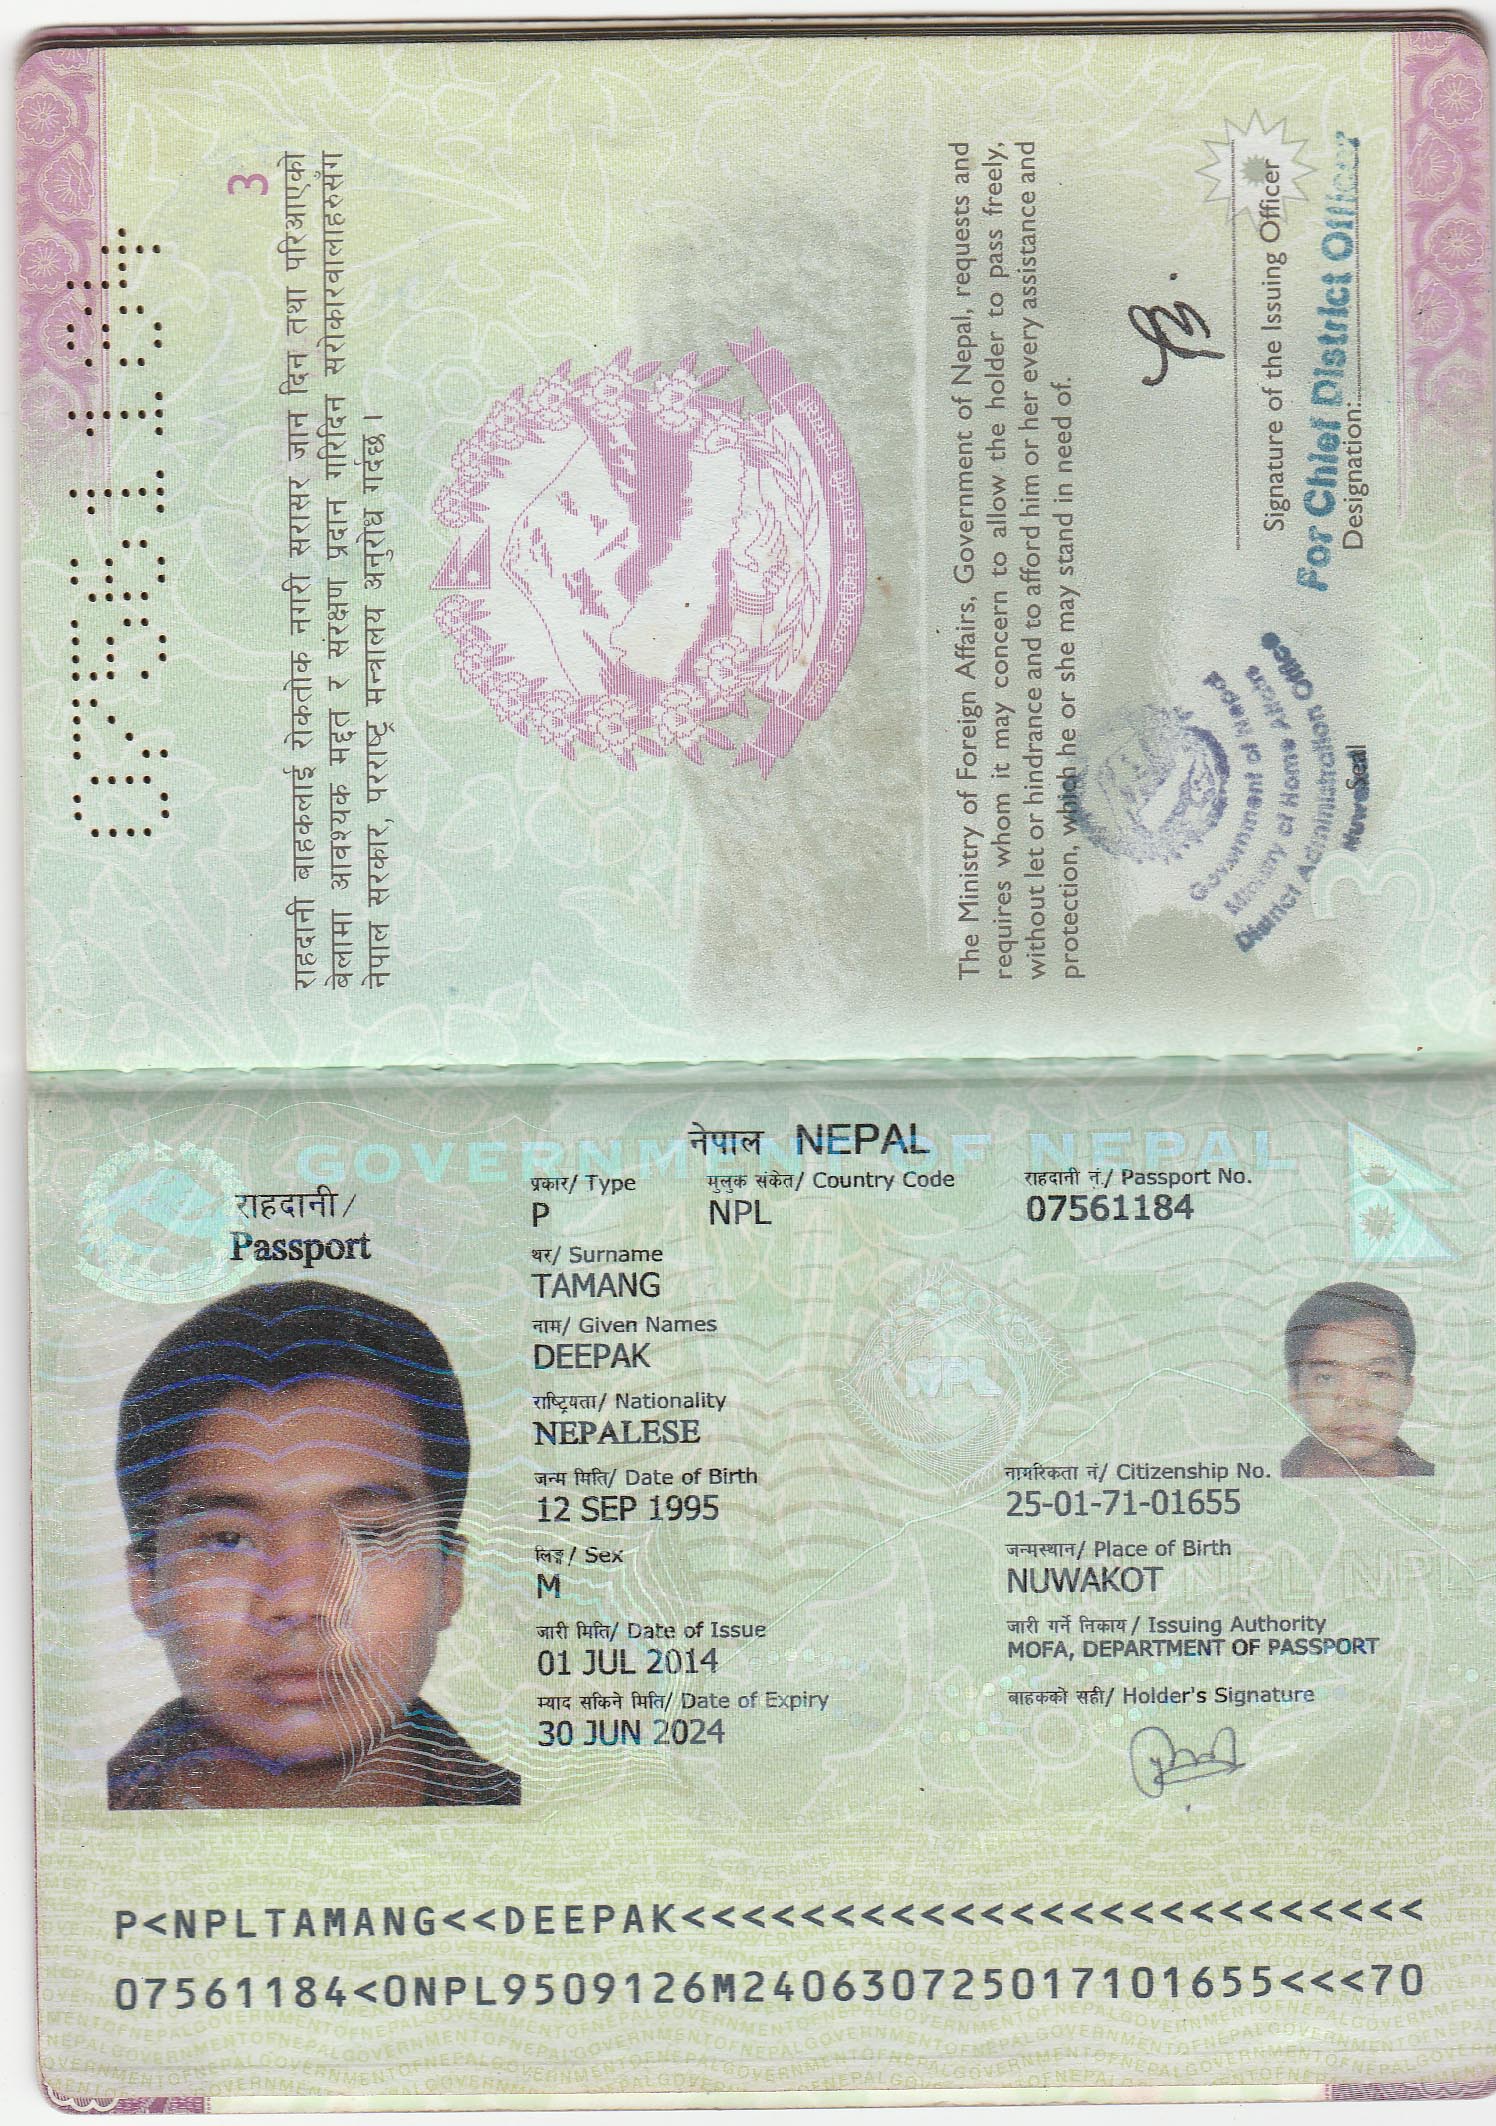 07561184
3
राहदानी बाहकलाई रोकतोक नगरी सरासर जान दिन तथा परिआएको
बेलामा आवश्यक मद्दत र संरक्षण प्रदान गरिदिन सरोकारवालाहरुसँग
नेपाल सरकार, परराष्ट्र मन्त्रालय अनुरोध गर्दछ ।
The Ministry of Foreign Affairs, Government of Nepal, requests and
requires whom it may concern to allow the holder to pass freely,
without let or hindrance and to afford him or her every assistance and
protection, which he or she may stand in need of.
Signature of the Issuing Officer
For Chief District Officer
Designation:
Government of Nepal
Ministry of Home Affairs
District Administration Office
Seal
GOVERNMENT OF NEPAL
नेपाल NEPAL
राहदानी/
Passport
प्रकार/ Type मुलुक संकेत/ Country Code राहदानी नं./ Passport No.
P NPL 07561184
थर/ Surname
TAMANG
नाम/ Given Names
DEEPAK
NPL
राष्ट्रियता/ Nationality
NEPALESE
जन्म मिति/ Date of Birth नागरिकता नं/ Citizenship No.
12 SEP 1995 25-01-71-01655
लिङ्ग/ Sex जन्मस्थान/ Place of Birth
M NUWAKOT
जारी मिति/ Date of Issue जारी गर्ने निकाय/ Issuing Authority
01 JUL 2014 MOFA, DEPARTMENT OF PASSPORT
म्याद सकिने मिति/ Date of Expiry बाहकको सही/ Holder's Signature
30 JUN 2024
P<NPLTAMANG<<DEEPAK<<<<<<<<<<<<<<<<<<<<<<<<<
07561184<0NPL9509126M24063072501710165​5<<<70